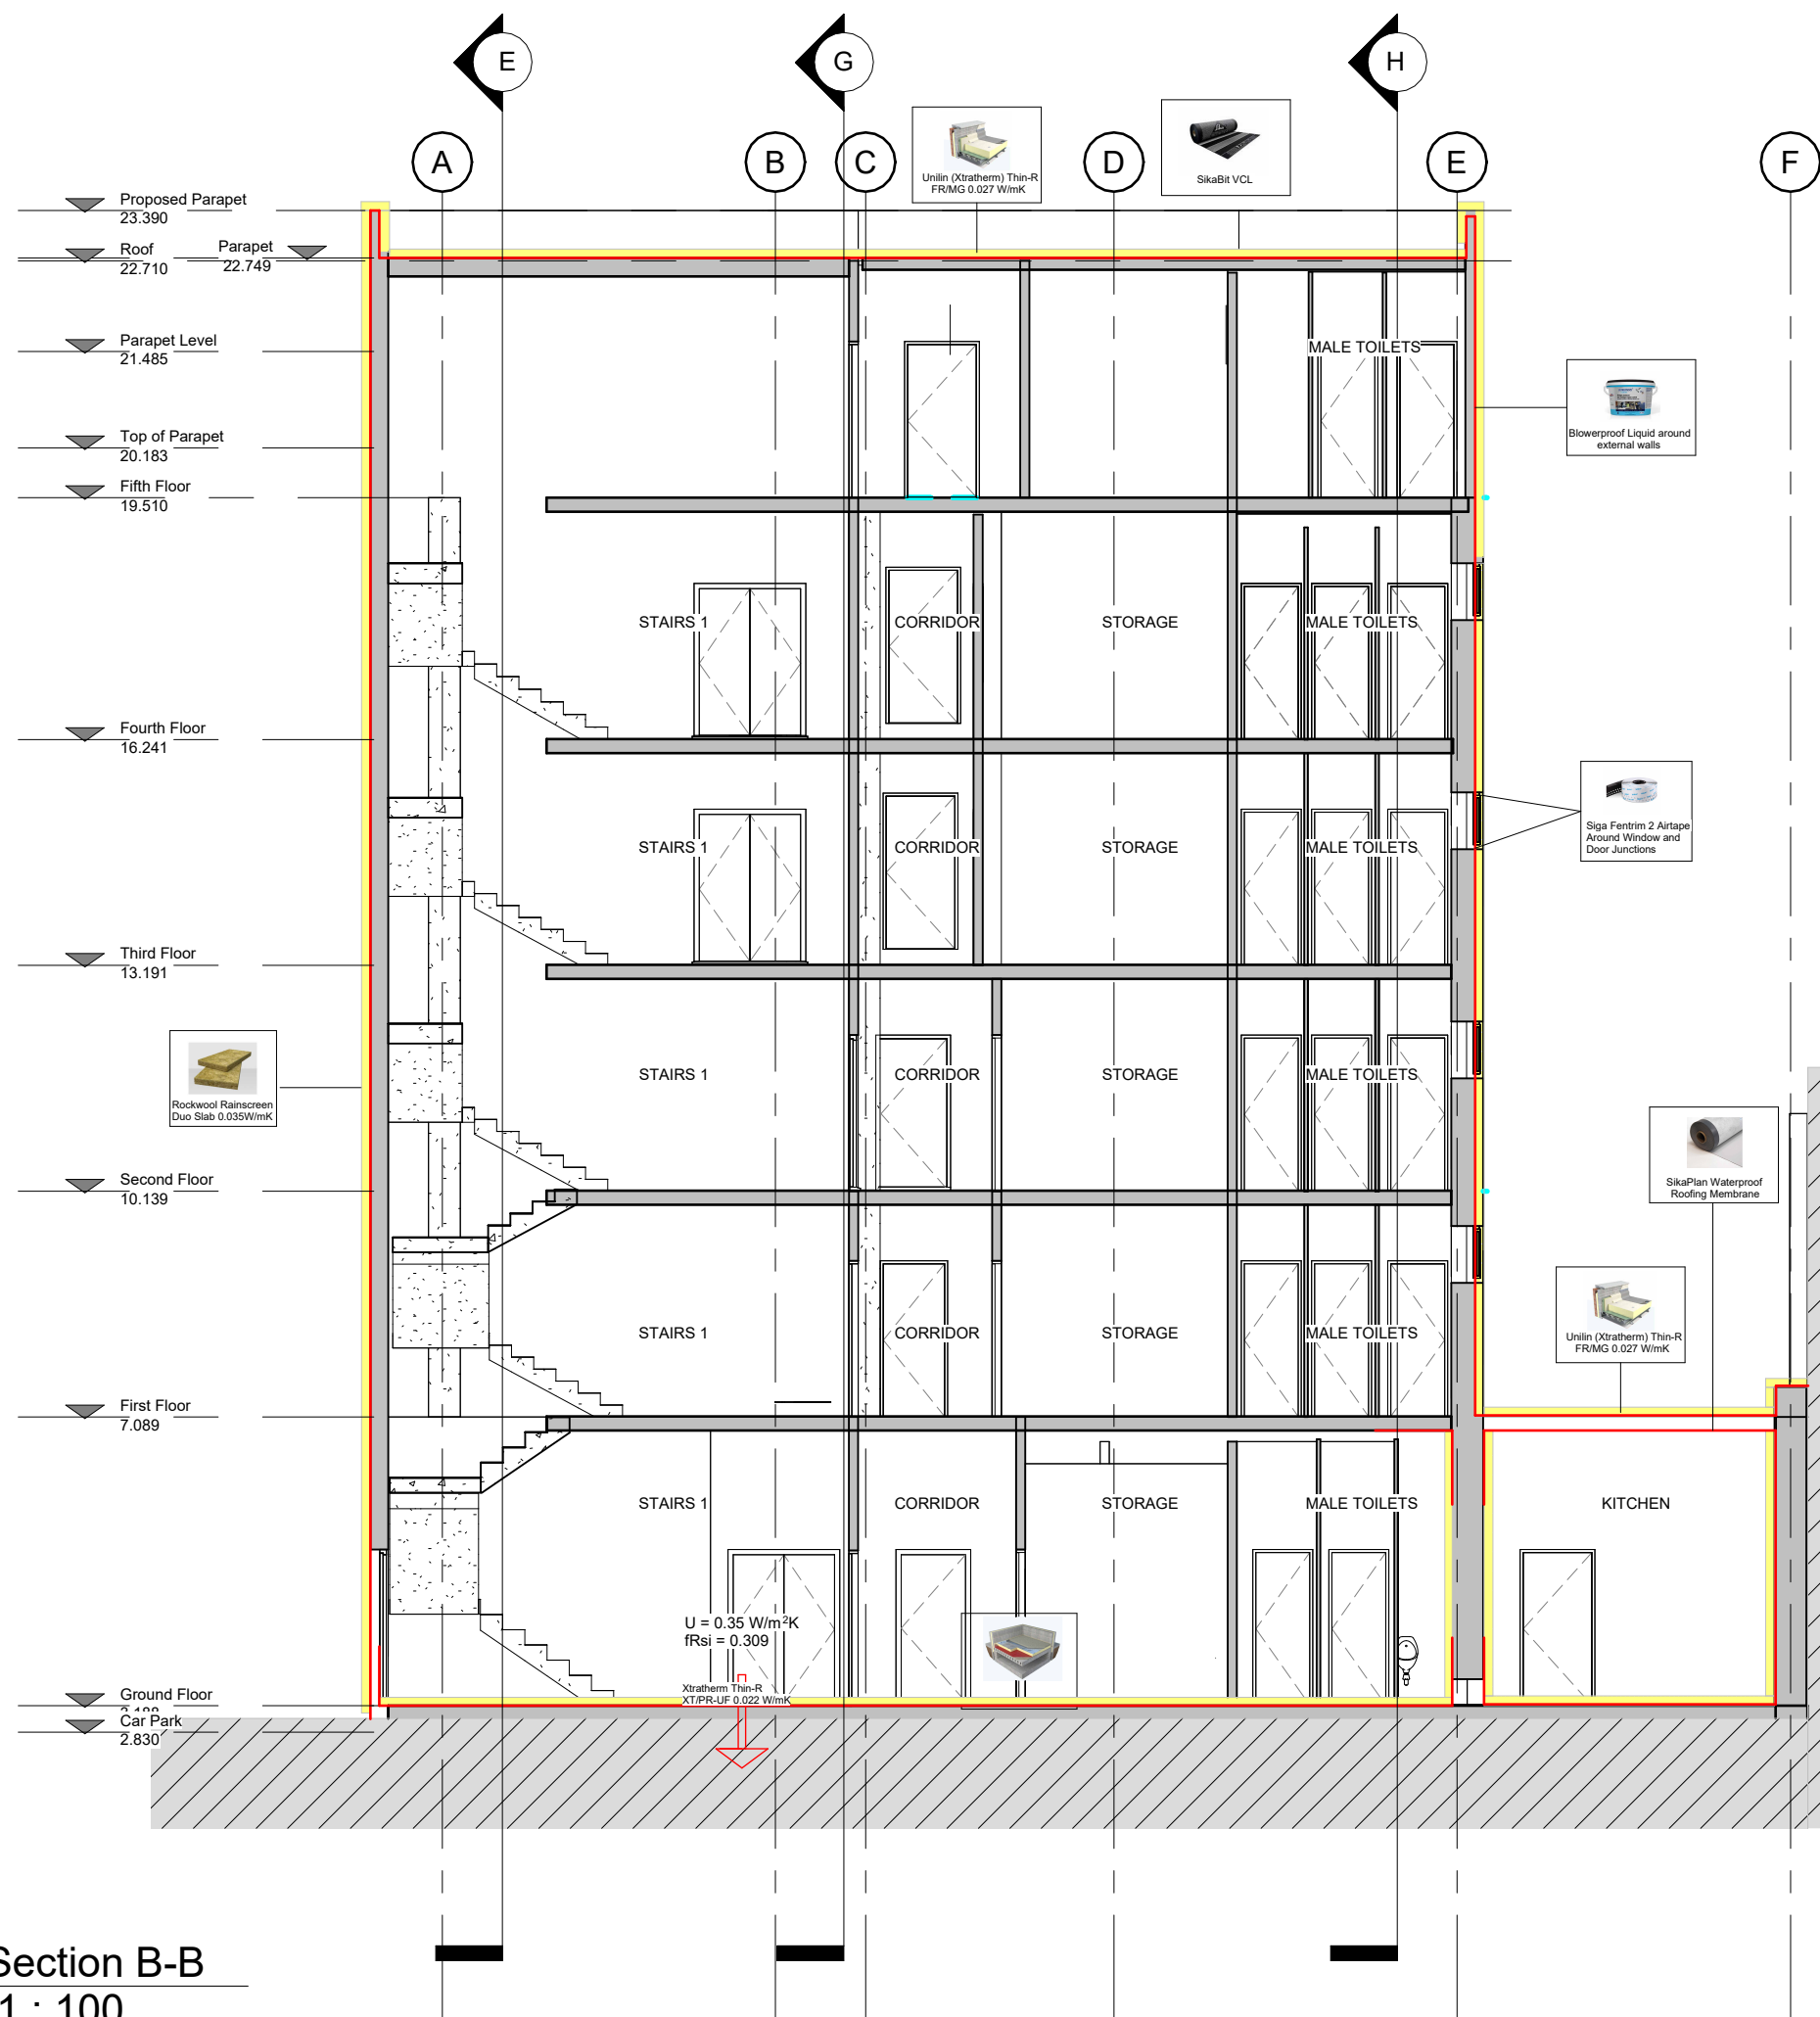 E
G
H
A
B
C
D
E
F
Unilin (Xtratherm) Thin-R
FR/MG 0.027 W/mK
SikaBit VCL
Proposed Parapet
23.390
Roof
22.710
Parapet
22.749
Parapet Level
21.485
MALE TOILETS
Blowerproof Liquid around
external walls
Top of Parapet
20.183
Fifth Floor
19.510
STAIRS 1
CORRIDOR
STORAGE
MALE TOILETS
Fourth Floor
16.241
Siga Fentrim 2 Airtape
Around Window and
Door Junctions
STAIRS 1
CORRIDOR
STORAGE
MALE TOILETS
Third Floor
13.191
Rockwool Rainscreen
Duo Slab 0.035W/mK
STAIRS 1
CORRIDOR
STORAGE
MALE TOILETS
SikaPlan Waterproof
Roofing Membrane
Second Floor
10.139
STAIRS 1
CORRIDOR
STORAGE
MALE TOILETS
Unilin (Xtratherm) Thin-R
FR/MG 0.027 W/mK
First Floor
7.089
STAIRS 1
CORRIDOR
STORAGE
MALE TOILETS
KITCHEN
U = 0.35 W/m²K
fRsi = 0.309
Xtratherm Thin-R
XT/PR-UF 0.022 W/mK
Ground Floor
Car Park
2.830
Section B-B
1 : 100